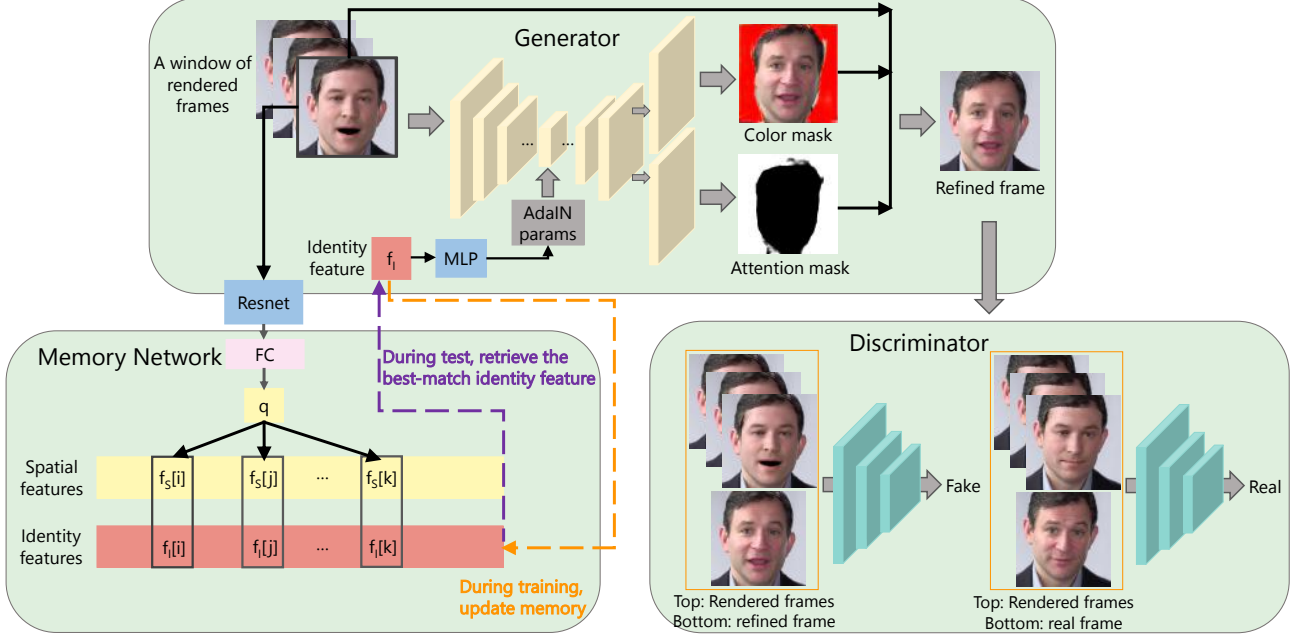 Generator
A window of
rendered
frames
...
...
Color mask
Refined frame
AdaIN
params
Attention mask
Identity
feature
f_I
MLP
Resnet
Memory Network
FC
q
During test, retrieve the
best-match identity feature
Spatial
features
f_S[i]
f_S[j]
...
f_S[k]
Identity
features
f_I[i]
f_I[j]
...
f_I[k]
During training,
update memory
Discriminator
Fake
Real
Top: Rendered frames
Bottom: refined frame
Top: Rendered frames
Bottom: real frame